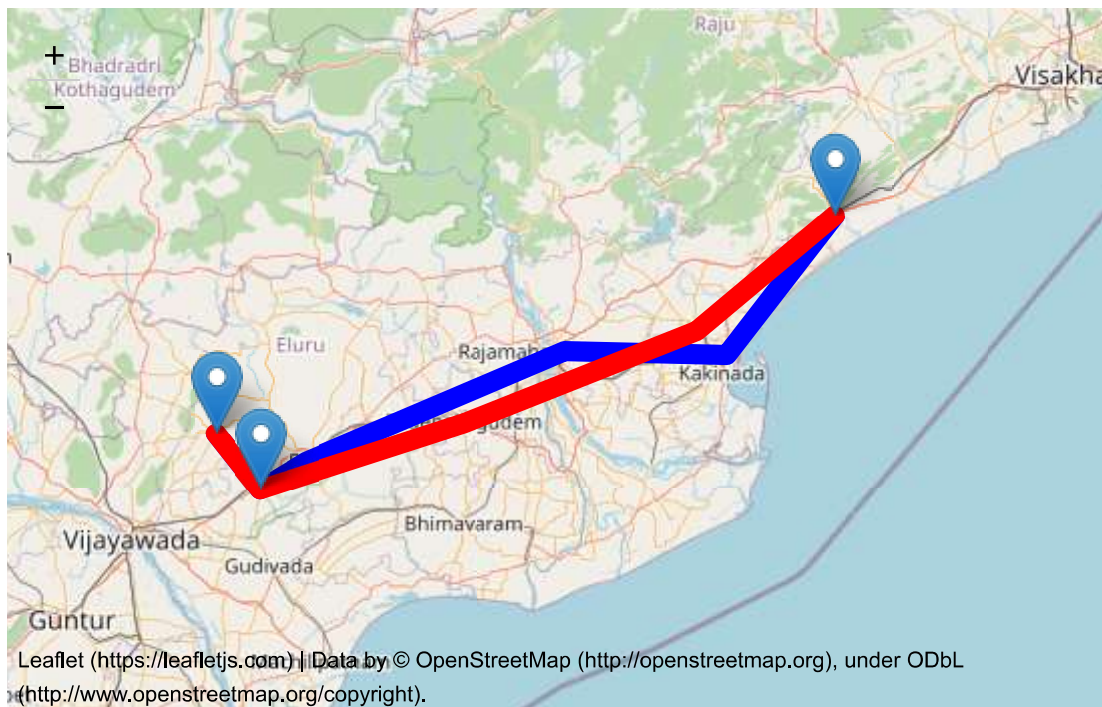 Raju
+
Bhadradri
Kothagudem
−
Visakha
Eluru
Rajamah
Kakinada
gudem
Bhimavaram
Vijayawada
Gudivada
Guntur
Leaflet (https://leafletjs.com) | Data by © OpenStreetMap (http://openstreetmap.org), under ODbL
(http://www.openstreetmap.org/copyright).